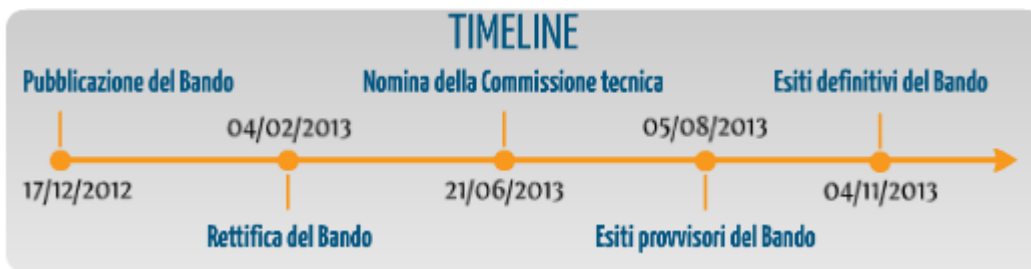 TIMELINE
Pubblicazione del Bando
Nomina della Commissione tecnica
Esiti definitivi del Bando
04/02/2013
05/08/2013
17/12/2012
21/06/2013
04/11/2013
Rettifica del Bando
Esiti provvisori del Bando